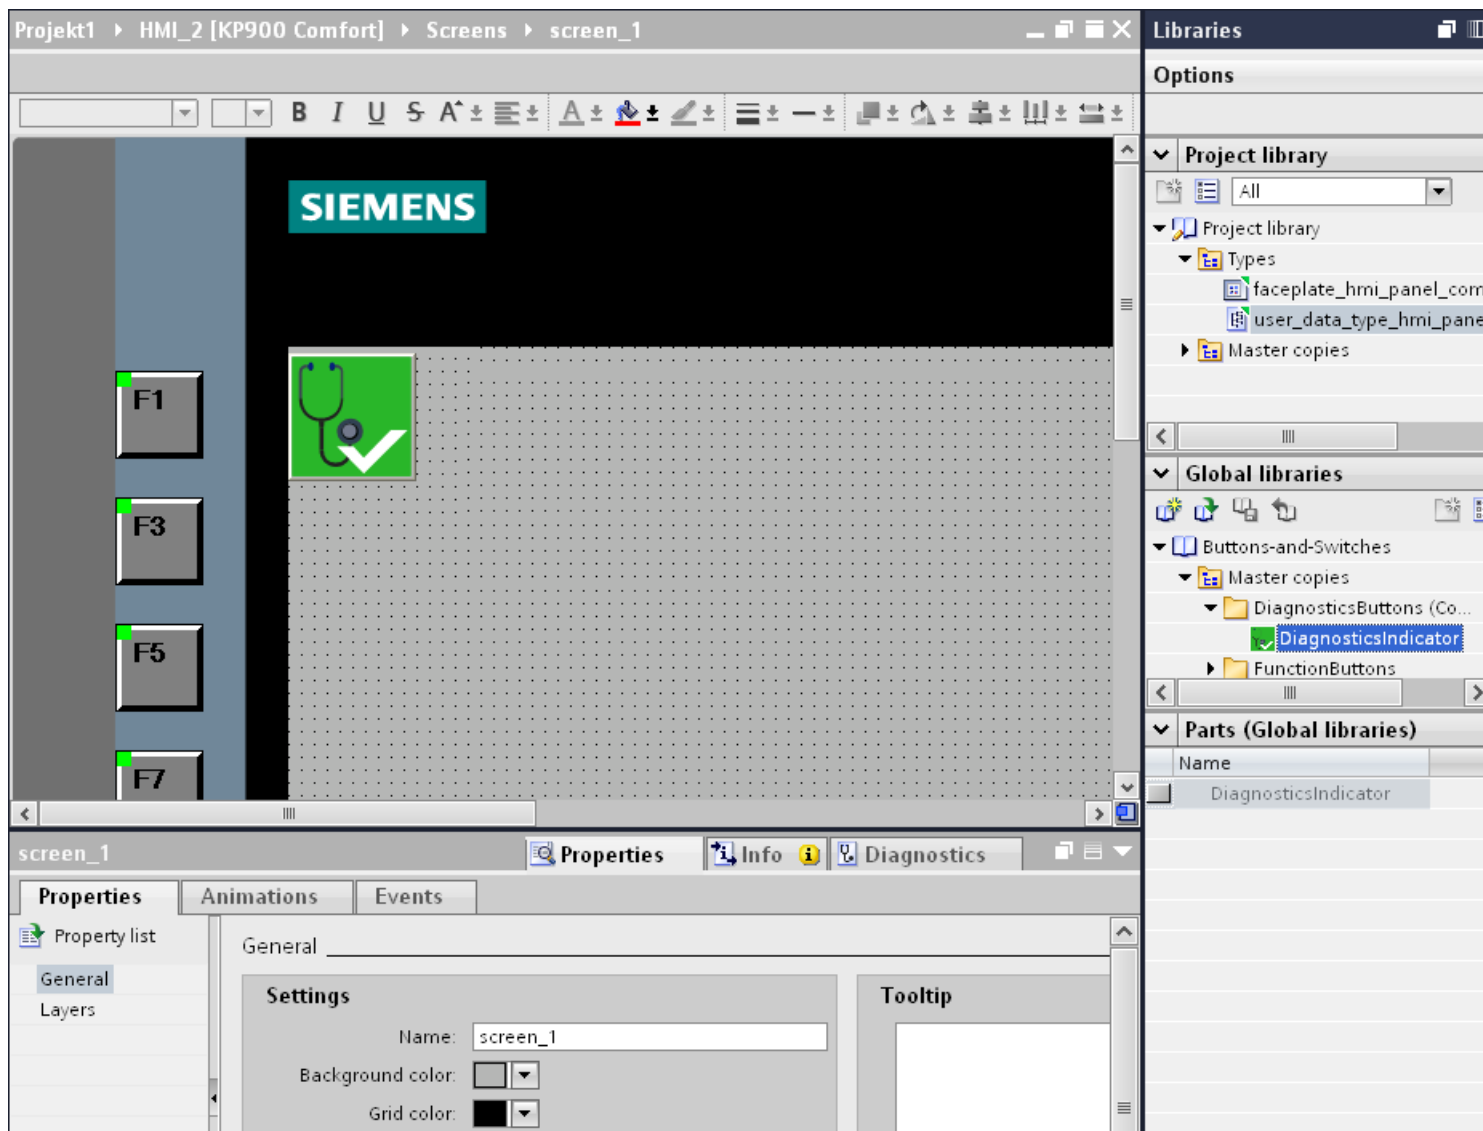 Projekt1 ▸ HMI_2 [KP900 Comfort] ▸ Screens ▸ screen_1
B I U S A
SIEMENS
F1
F3
F5
F7
screen_1
Properties
Info
Diagnostics
Properties
Animations
Events
Property list
General
Layers
General
Settings
Name: screen_1
Background color:
Grid color:
Tooltip
Libraries
Options
Project library
All
Project library
Types
faceplate_hmi_panel_com
user_data_type_hmi_pane
Master copies
Global libraries
Buttons-and-Switches
Master copies
DiagnosticsButtons (Co...
DiagnosticsIndicator
FunctionButtons
Parts (Global libraries)
Name
DiagnosticsIndicator